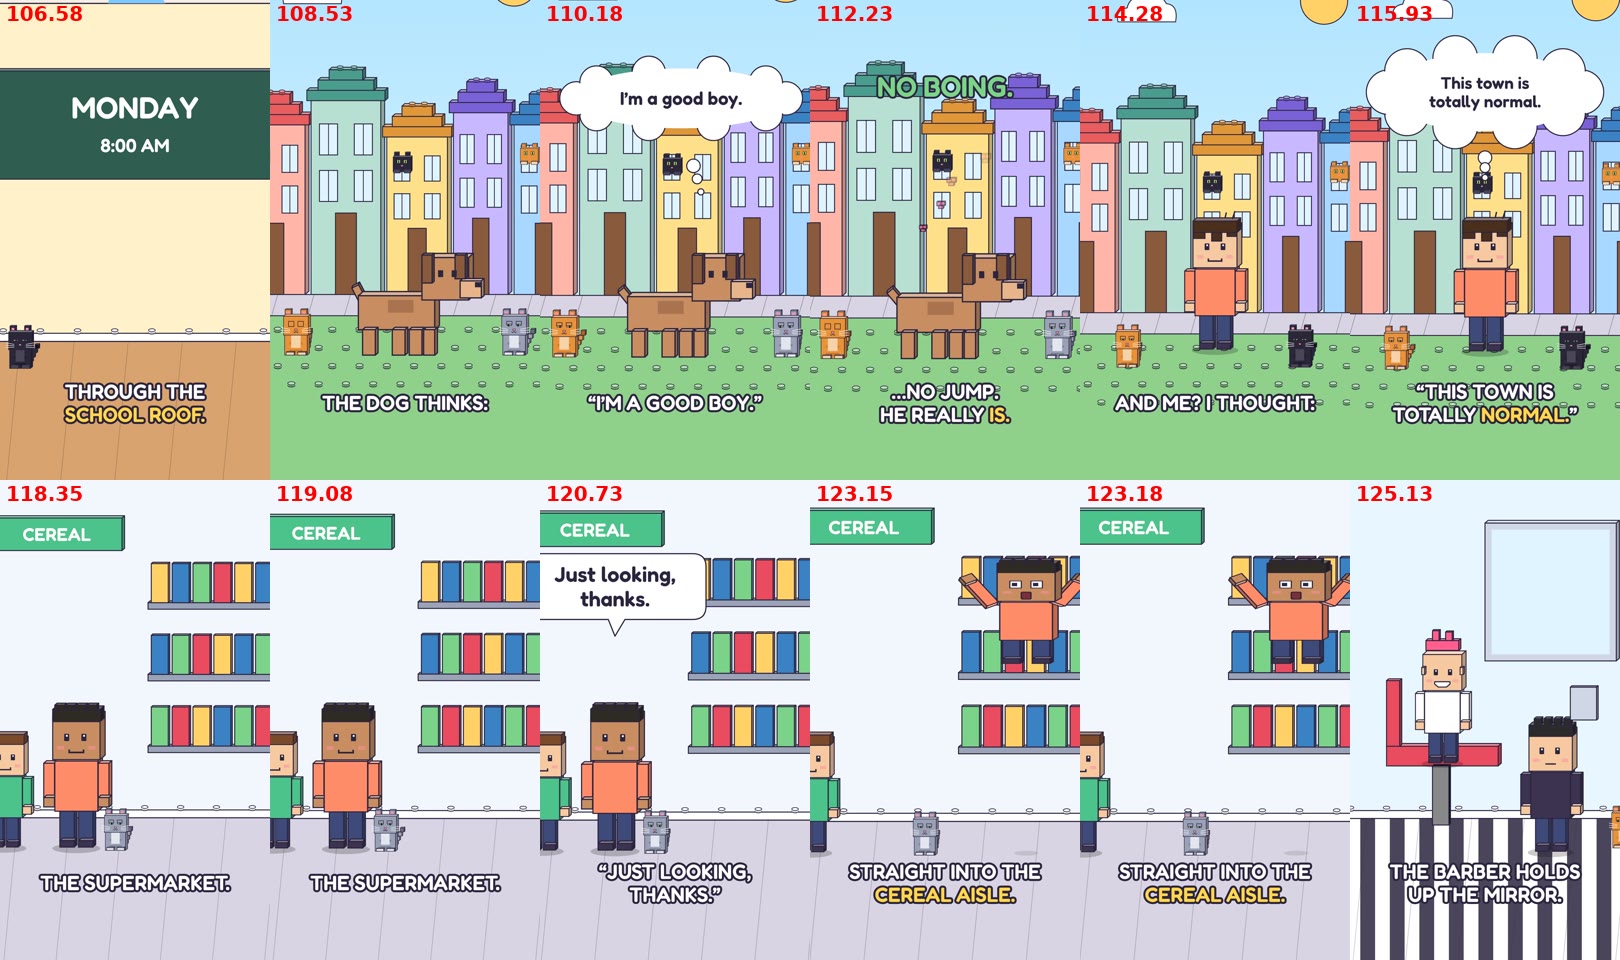 106.58
MONDAY
8:00 AM
THROUGH THE
SCHOOL ROOF.
108.53
THE DOG THINKS:
110.18
I'm a good boy.
“I'M A GOOD BOY.”
112.23
NO BOING.
...NO JUMP.
HE REALLY IS.
114.28
AND ME? I THOUGHT:
115.93
This town is
totally normal.
“THIS TOWN IS
TOTALLY NORMAL.”
118.35
CEREAL
THE SUPERMARKET.
119.08
CEREAL
THE SUPERMARKET.
120.73
CEREAL
Just looking,
thanks.
“JUST LOOKING,
THANKS.”
123.15
CEREAL
STRAIGHT INTO THE
CEREAL AISLE.
123.18
CEREAL
STRAIGHT INTO THE
CEREAL AISLE.
125.13
THE BARBER HOLDS
UP THE MIRROR.